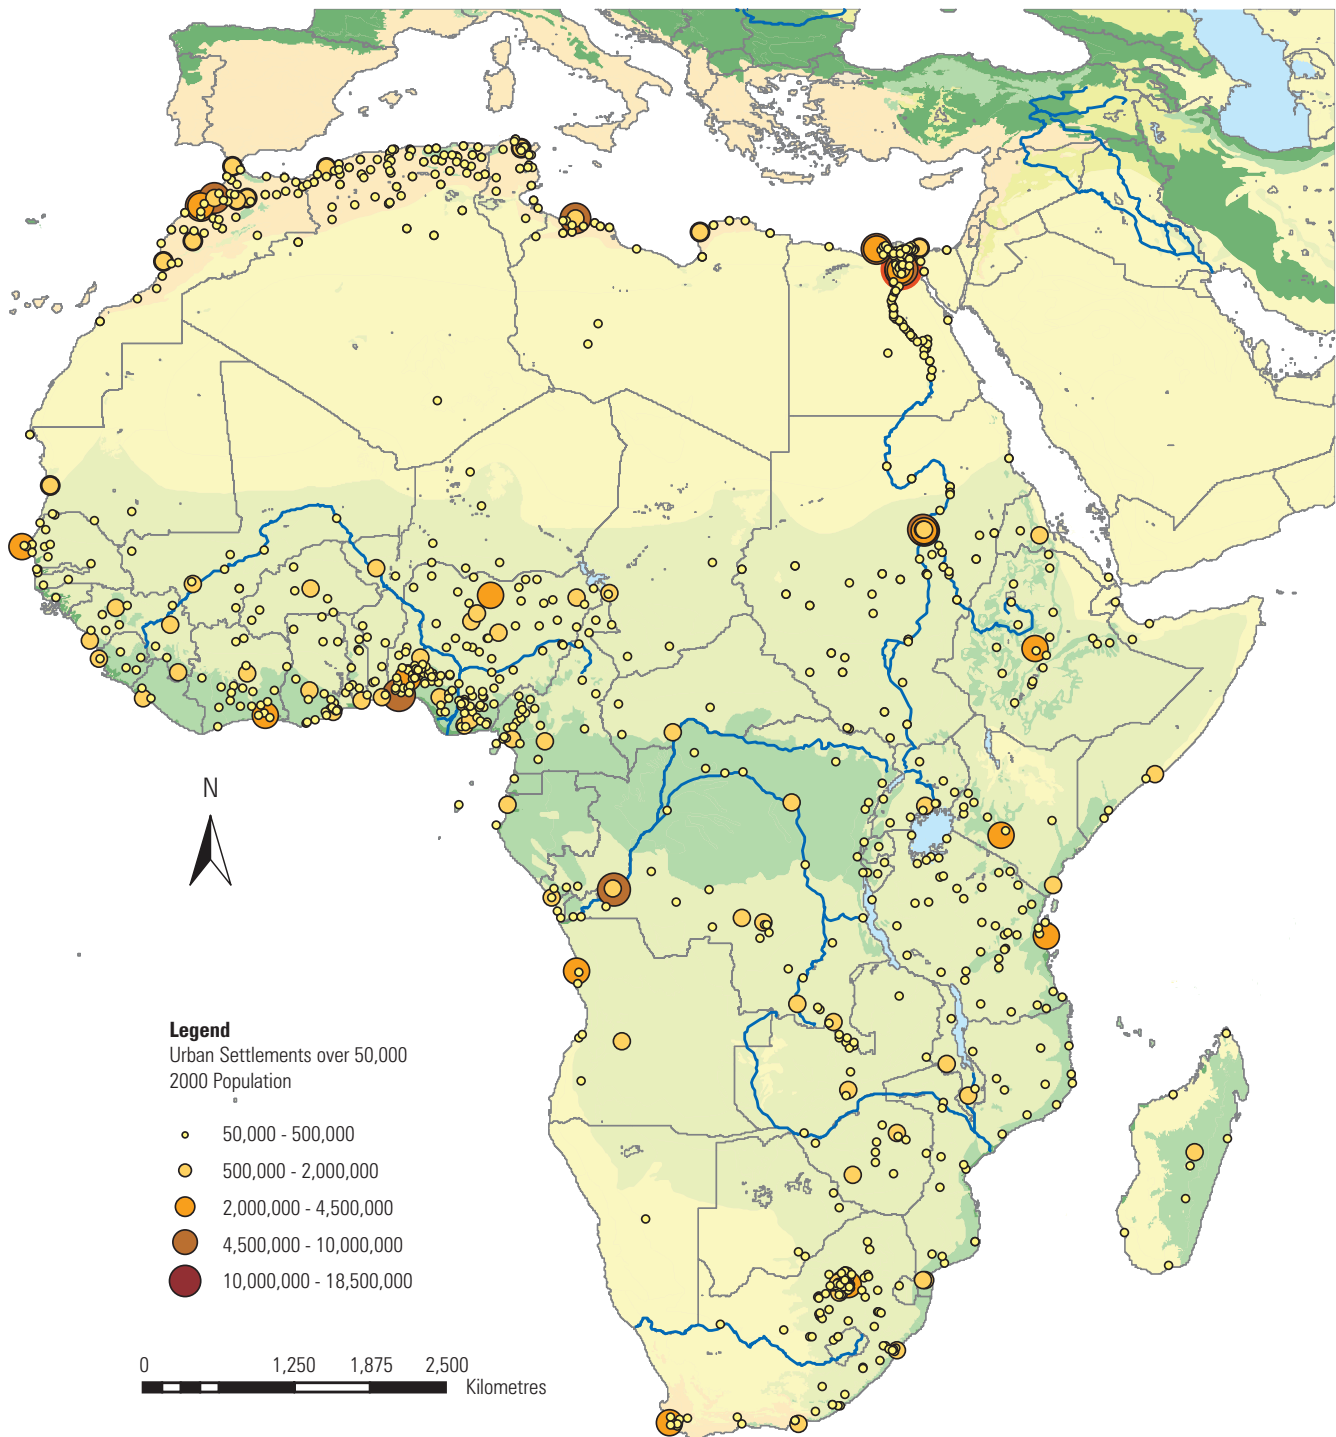 N
Legend
Urban Settlements over 50,000
2000 Population
50,000 - 500,000
500,000 - 2,000,000
2,000,000 - 4,500,000
4,500,000 - 10,000,000
10,000,000 - 18,500,000
0 1,250 1,875 2,500
Kilometres